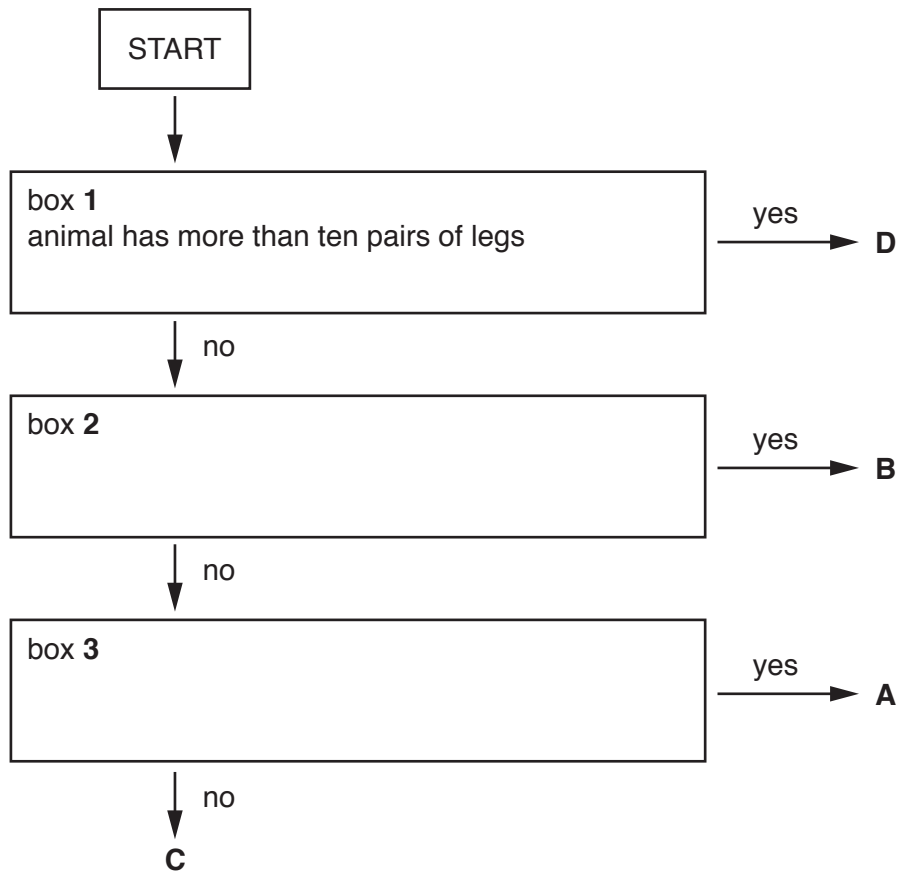 START
box 1
animal has more than ten pairs of legs
yes
D
no
box 2
yes
B
no
box 3
yes
A
no
C